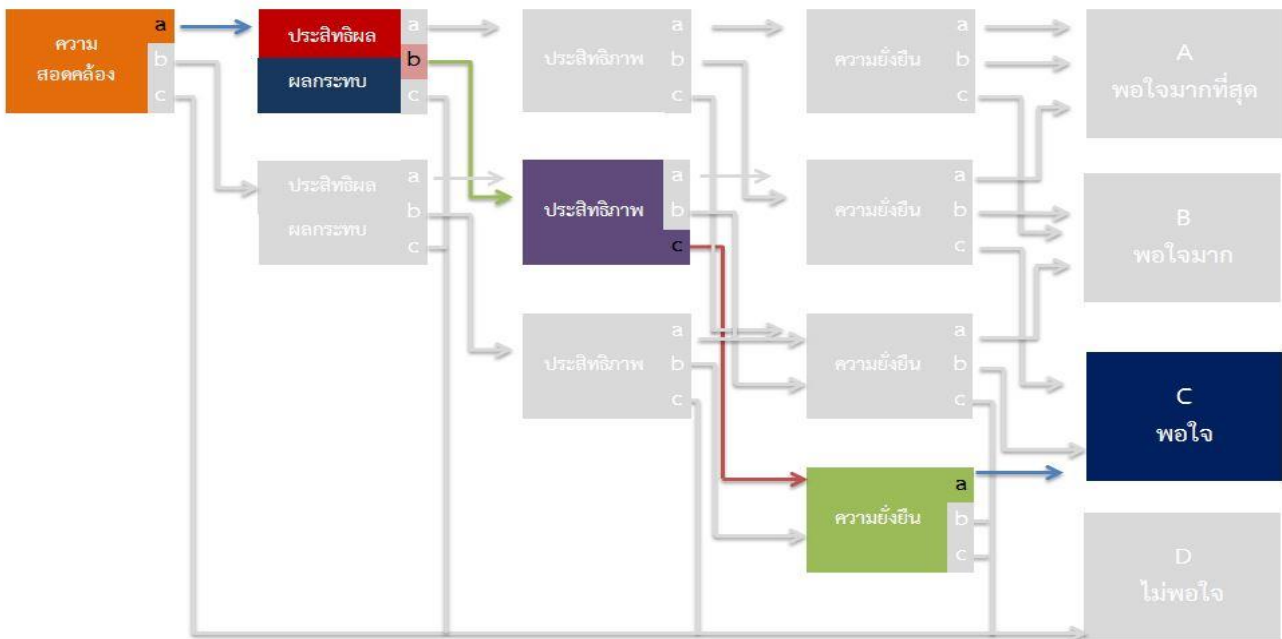 ความ
สอดคล้อง
a
b
c
ประสิทธิผล
ผลกระทบ
a
b
c
ประสิทธิผล
ผลกระทบ
a
b
c
ประสิทธิภาพ
a
b
c
ประสิทธิภาพ
a
b
c
ประสิทธิภาพ
a
b
c
ความยั่งยืน
a
b
c
ความยั่งยืน
a
b
c
ความยั่งยืน
a
b
c
ความยั่งยืน
a
b
c
A
พอใจมากที่สุด
B
พอใจมาก
C
พอใจ
D
ไม่พอใจ